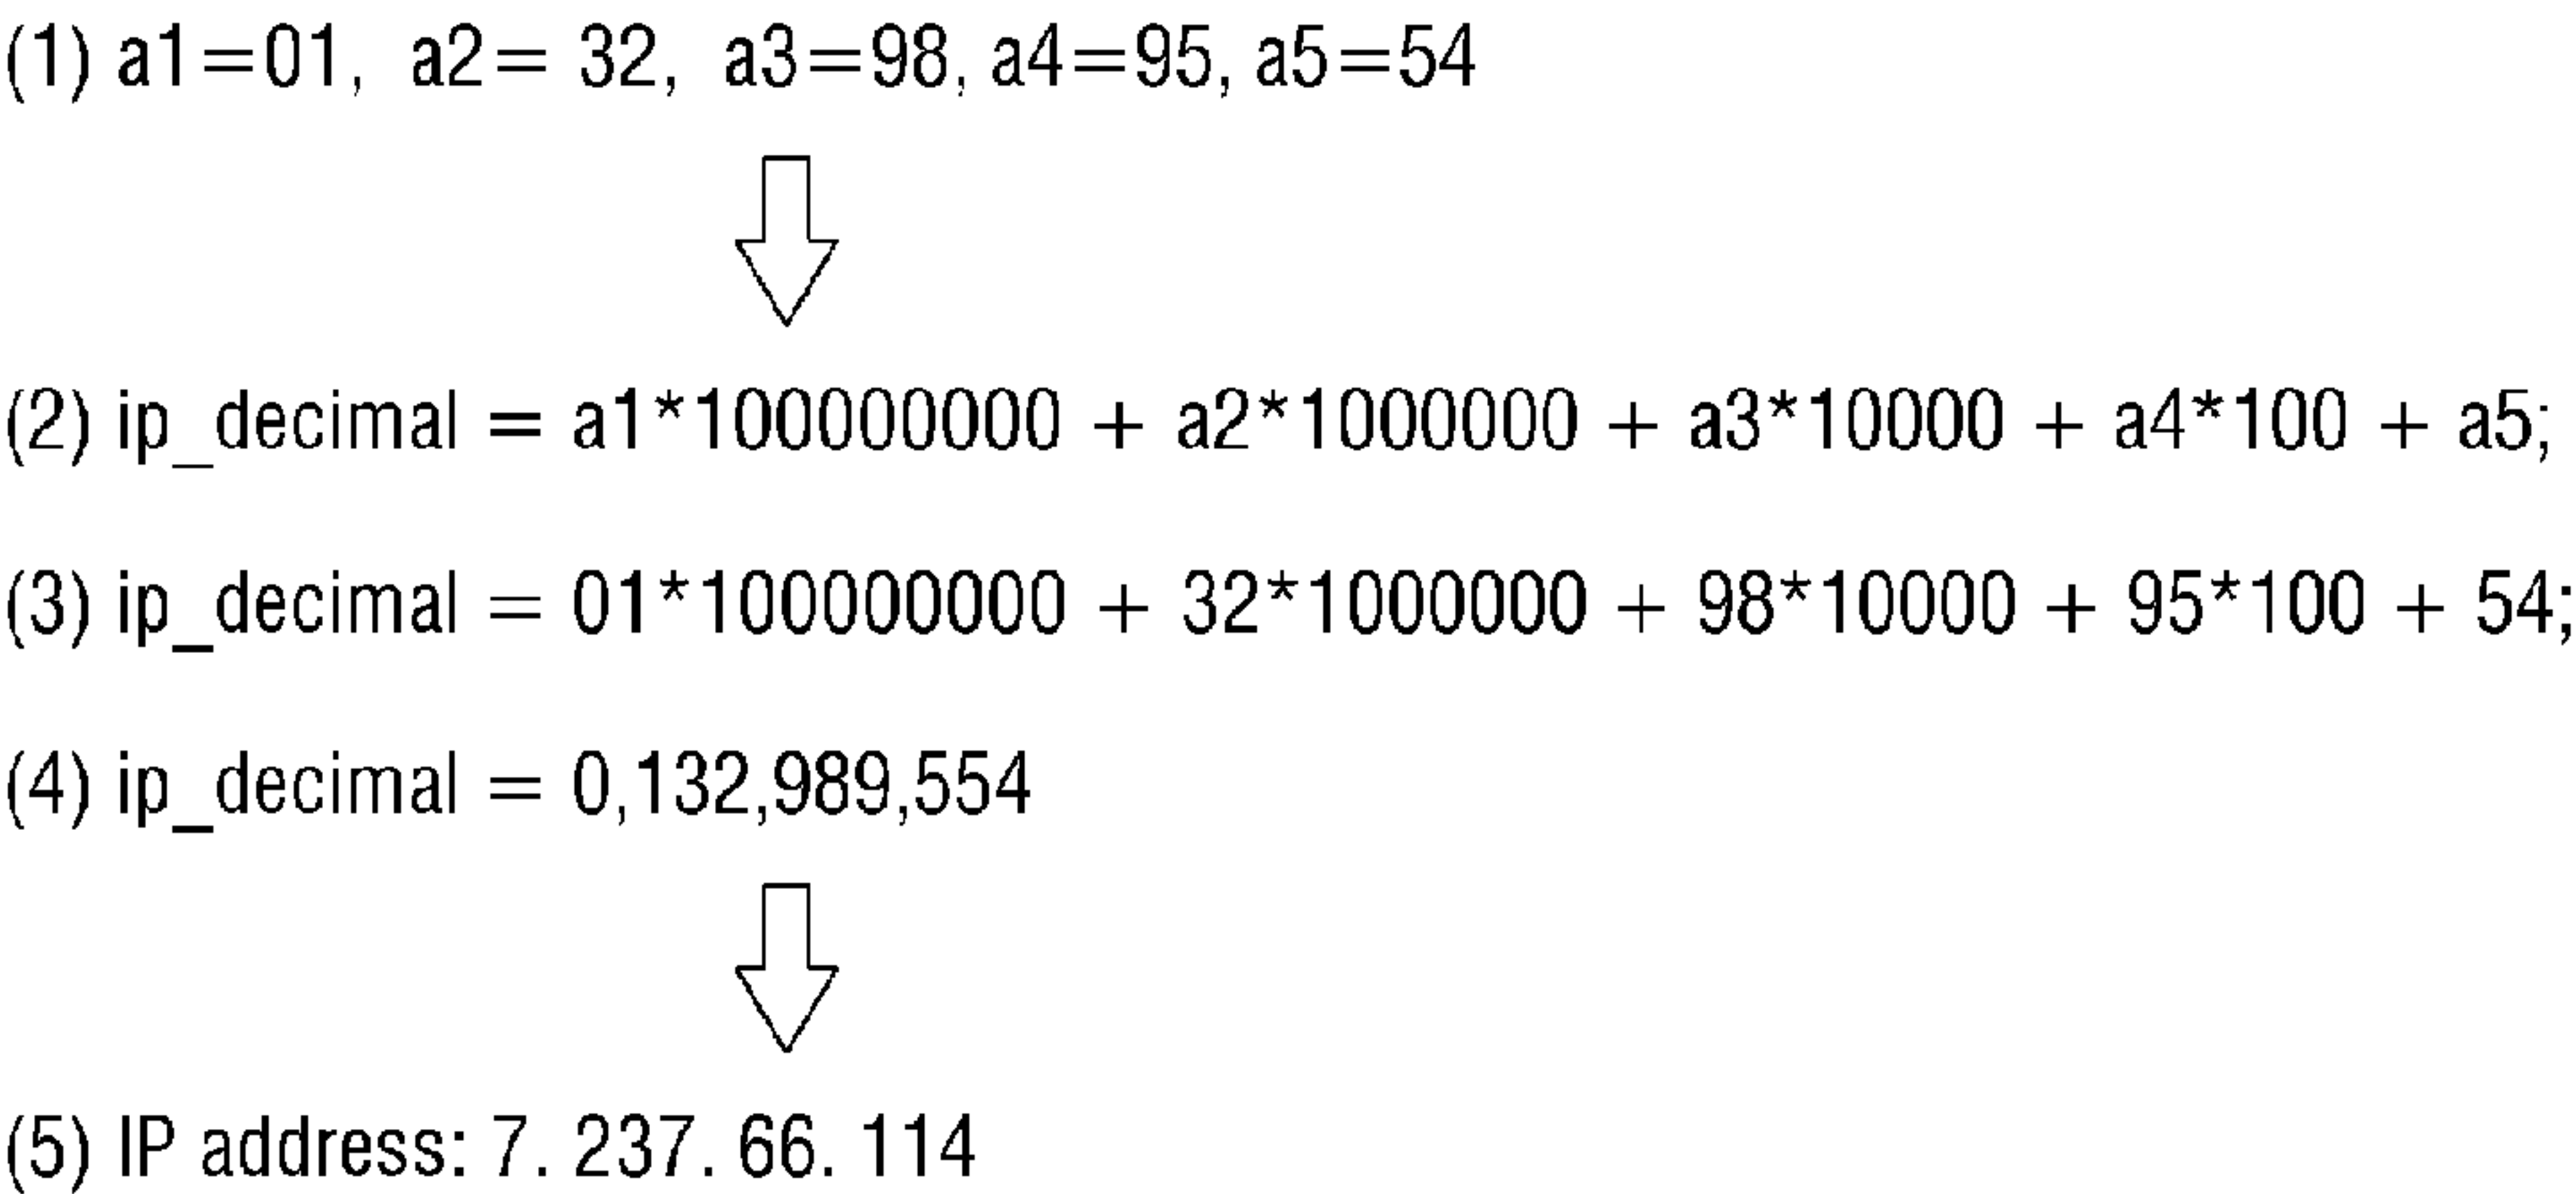 (1) a1=01, a2= 32, a3=98, a4=95, a5=54
(2) ip_decimal = a1*100000000 + a2*1000000 + a3*10000 + a4*100 + a5;
(3) ip_decimal = 01*100000000 + 32*1000000 + 98*10000 + 95*100 + 54;
(4) ip_decimal = 0,132,989,554
(5) IP address: 7. 237. 66. 114